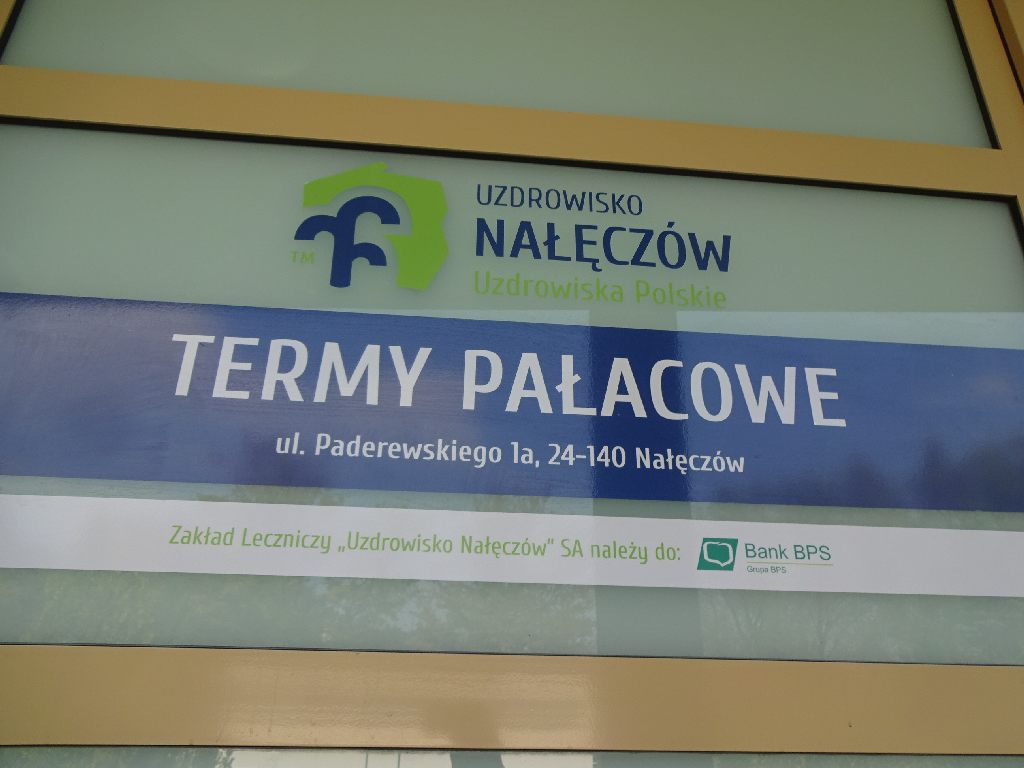 TM
UZDROWISKO
NAŁĘCZÓW
Uzdrowiska Polskie
TERMY PAŁACOWE
ul. Paderewskiego 1a, 24-140 Nałęczów
Zakład Leczniczy „Uzdrowisko Nałęczów” SA należy do:
Bank BPS
Grupa BPS